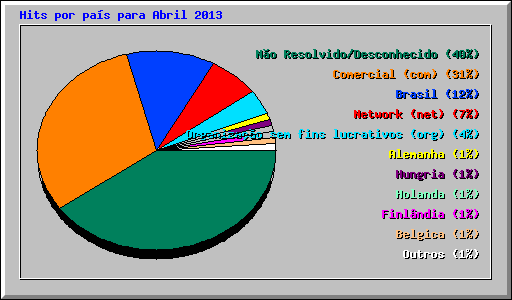 Hits por país para Abril 2013
Não Resolvido/Desconhecido (40%)
Comercial (com) (31%)
Brasil (12%)
Network (net) (7%)
Organização sem fins lucrativos (org) (4%)
Alemanha (1%)
Hungria (1%)
Holanda (1%)
Finlândia (1%)
Belgica (1%)
Outros (1%)